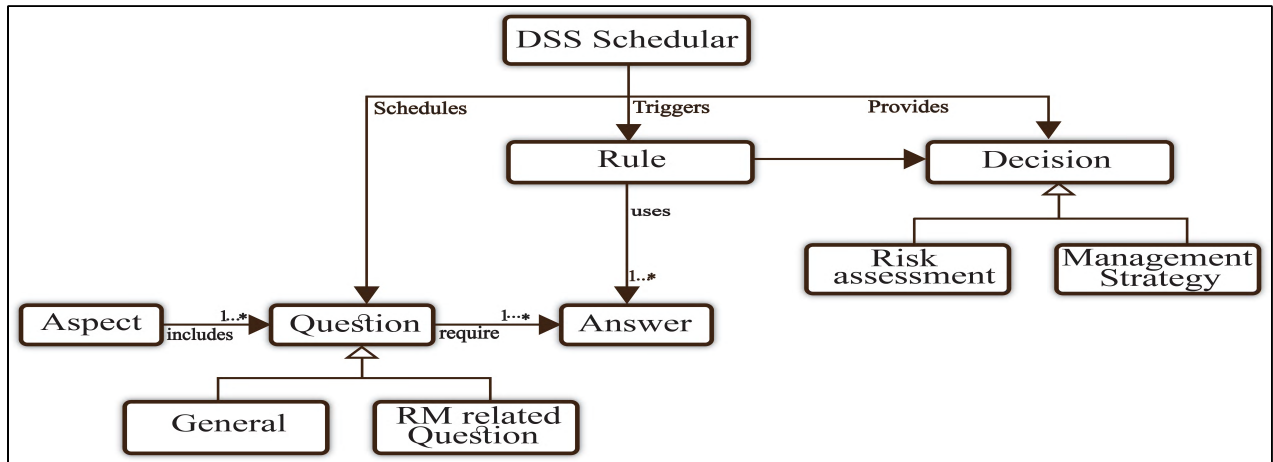 DSS Schedular
Schedules
Triggers
Provides
Rule
Decision
uses
Risk
assessment
Management
Strategy
1...*
Aspect
1...*
includes
Question
1...*
require
Answer
General
RM related
Question